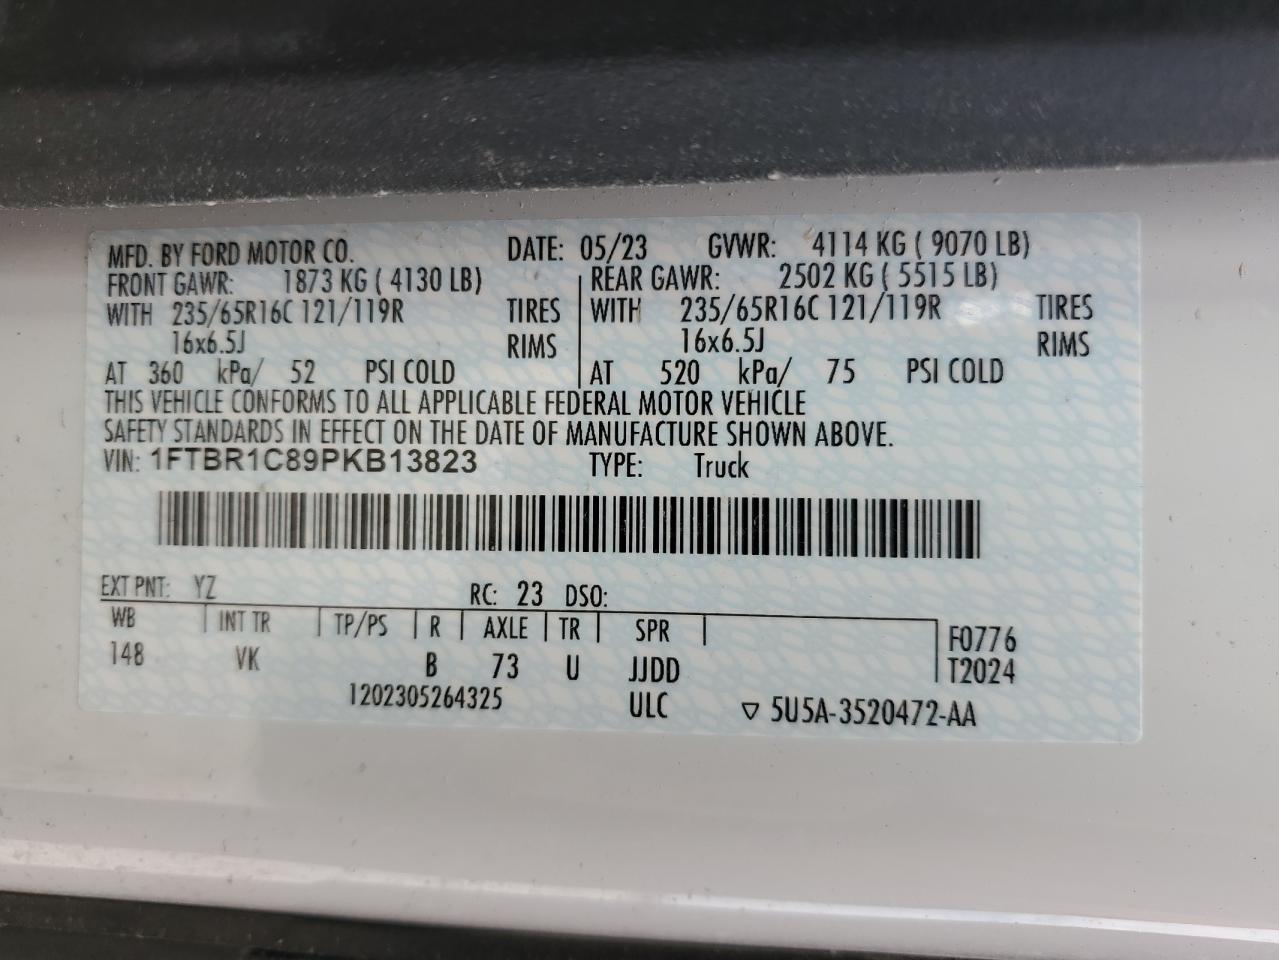 MFD. BY FORD MOTOR CO. DATE: 05/23 GVWR: 4114 KG ( 9070 LB)
FRONT GAWR: 1873 KG ( 4130 LB) REAR GAWR: 2502 KG ( 5515 LB)
WITH 235/65R16C 121/119R TIRES WITH 235/65R16C 121/119R TIRES
16x6.5J RIMS 16x6.5J RIMS
AT 360 kPa/ 52 PSI COLD AT 520 kPa/ 75 PSI COLD
THIS VEHICLE CONFORMS TO ALL APPLICABLE FEDERAL MOTOR VEHICLE
SAFETY STANDARDS IN EFFECT ON THE DATE OF MANUFACTURE SHOWN ABOVE.
VIN: 1FTBR1C89PKB13823 TYPE: Truck
EXT PNT: YZ RC: 23 DSO:
WB INT TR TP/PS R AXLE TR SPR F0776
148 VK B 73 U JJDD T2024
1202305264325 ULC ▽ 5U5A-3520472-AA